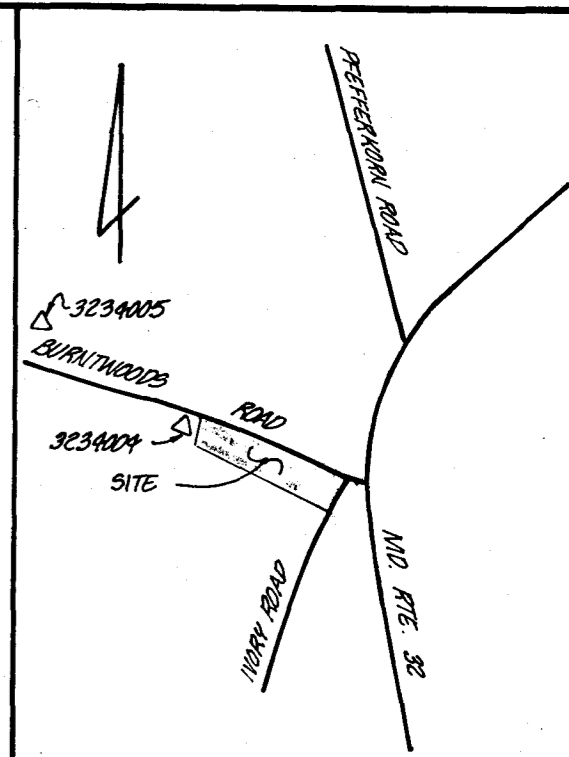 PFEFFERKORN ROAD
3234005
BURNTWOODS ROAD
3234004
SITE
IVORY ROAD
MD. RTE. 32